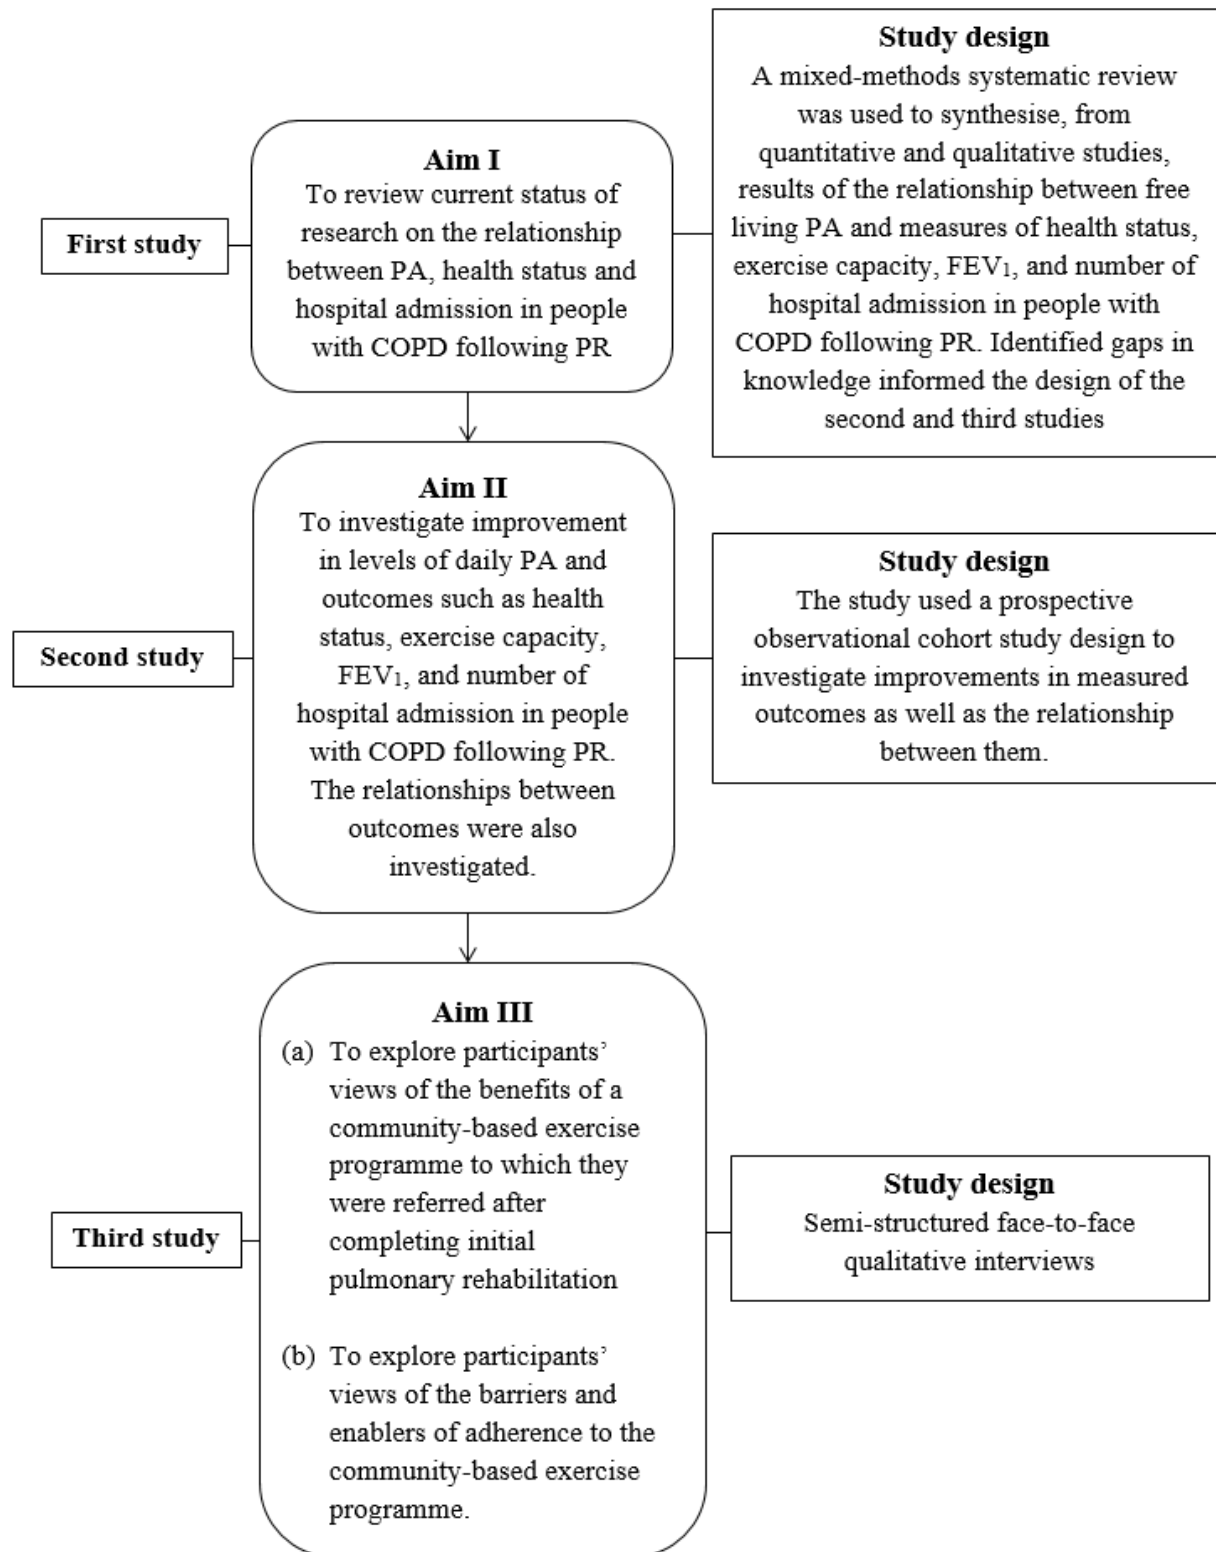 First study
Aim I
To review current status of
research on the relationship
between PA, health status and
hospital admission in people
with COPD following PR
Study design
A mixed-methods systematic review
was used to synthesise, from
quantitative and qualitative studies,
results of the relationship between free
living PA and measures of health status,
exercise capacity, FEV₁, and number of
hospital admission in people with
COPD following PR. Identified gaps in
knowledge informed the design of the
second and third studies
Second study
Aim II
To investigate improvement
in levels of daily PA and
outcomes such as health
status, exercise capacity,
FEV₁, and number of
hospital admission in people
with COPD following PR.
The relationships between
outcomes were also
investigated.
Study design
The study used a prospective
observational cohort study design to
investigate improvements in measured
outcomes as well as the relationship
between them.
Third study
Aim III
(a) To explore participants’
views of the benefits of a
community-based exercise
programme to which they
were referred after
completing initial
pulmonary rehabilitation
(b) To explore participants’
views of the barriers and
enablers of adherence to the
community-based exercise
programme.
Study design
Semi-structured face-to-face
qualitative interviews